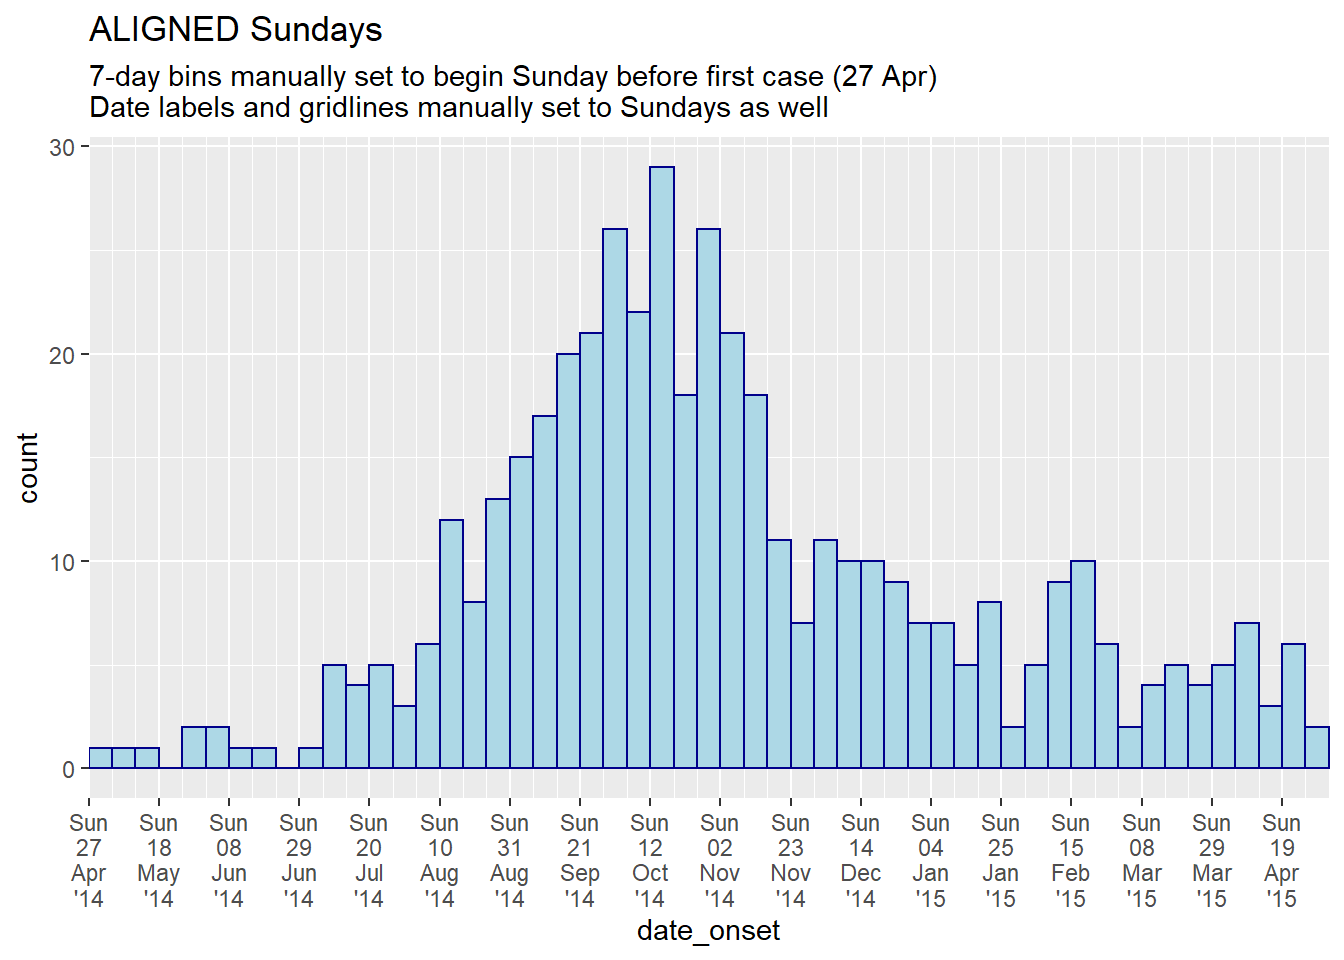 ALIGNED Sundays
7-day bins manually set to begin Sunday before first case (27 Apr)
Date labels and gridlines manually set to Sundays as well
30
20
10
0
count
Sun Sun Sun Sun Sun Sun Sun Sun Sun Sun Sun Sun Sun Sun Sun Sun Sun Sun
27 18 08 29 20 10 31 21 12 02 23 14 04 25 15 08 29 19
Apr May Jun Jun Jul Aug Aug Sep Oct Nov Nov Dec Jan Jan Feb Mar Mar Apr
'14 '14 '14 '14 '14 '14 '14 '14 '14 '14 '14 '14 '15 '15 '15 '15 '15 '15
date_onset